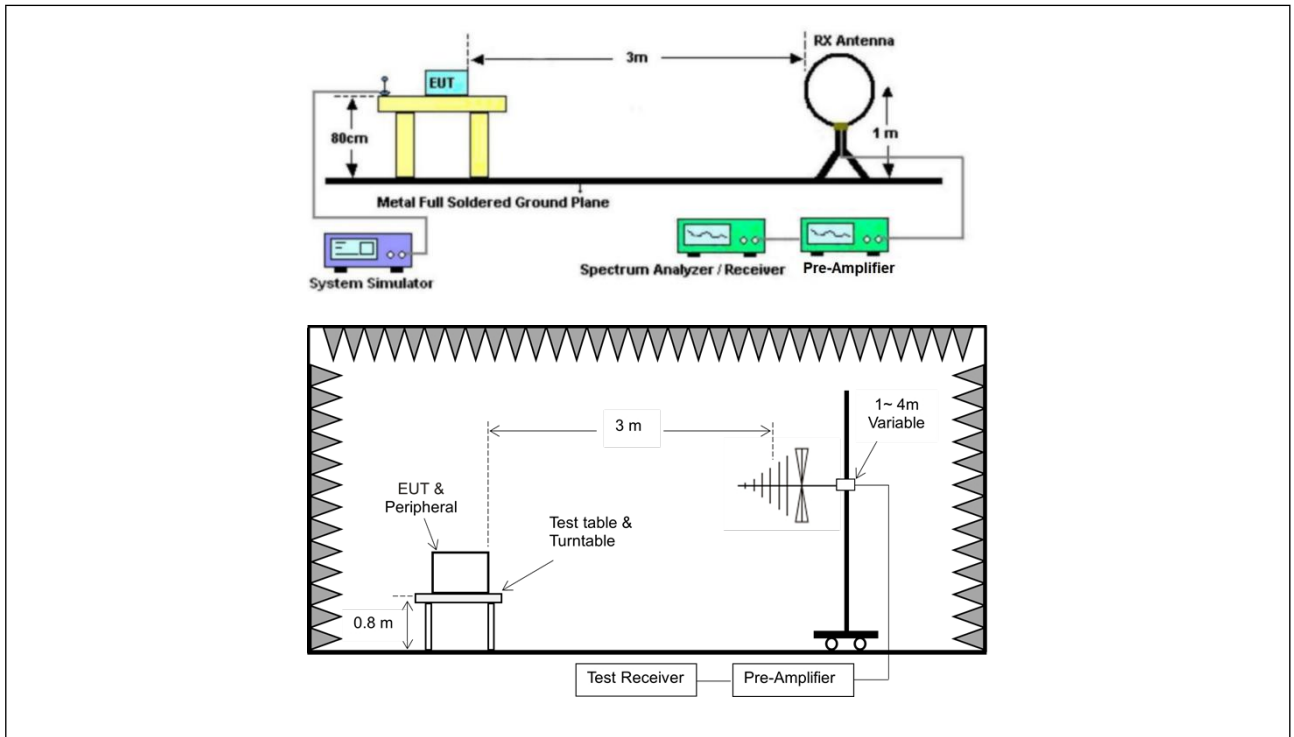 RX Antenna
3m
EUT
80cm
1 m
Metal Full Soldered Ground Plane
System Simulator
Spectrum Analyzer / Receiver
Pre-Amplifier
1~ 4m
Variable
3 m
EUT &
Peripheral
Test table &
Turntable
0.8 m
Test Receiver
Pre-Amplifier